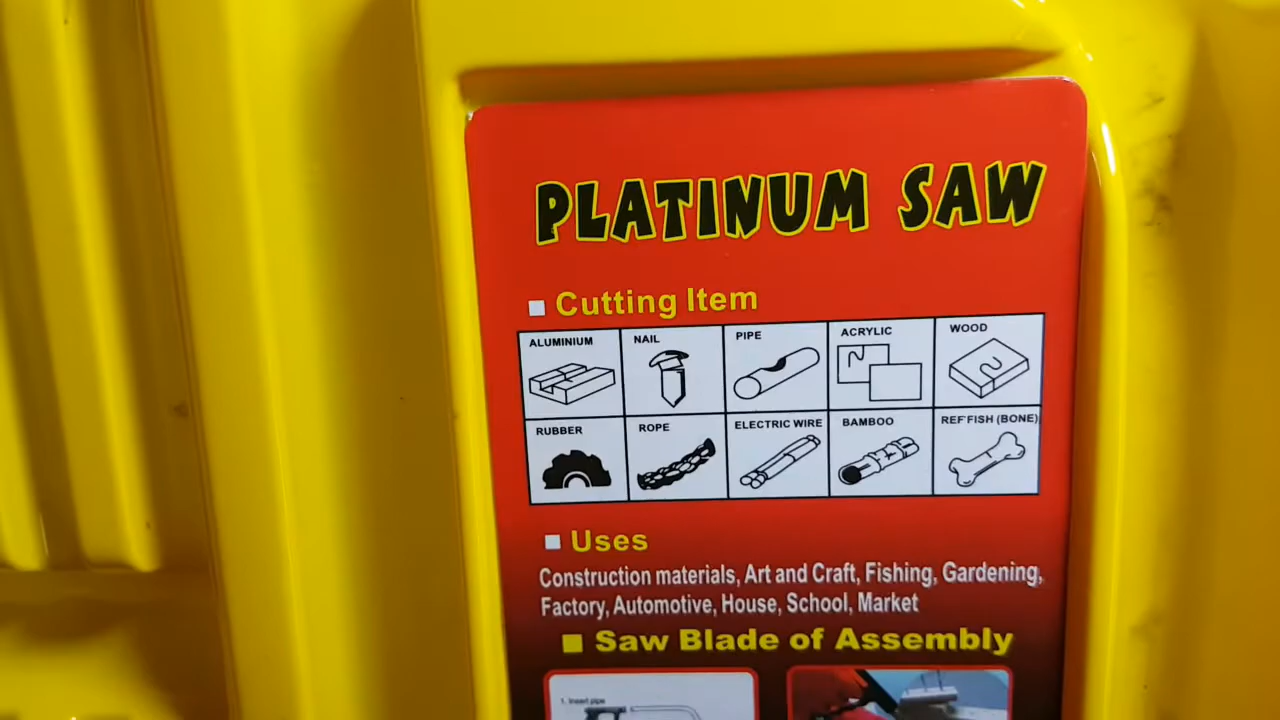 PLATINUM SAW
Cutting Item
ALUMINIUM NAIL PIPE ACRYLIC WOOD
RUBBER ROPE ELECTRIC WIRE BAMBOO REF'FISH (BONE)
Uses
Construction materials, Art and Craft, Fishing, Gardening,
Factory, Automotive, House, School, Market
Saw Blade of Assembly
1. Insert pipe